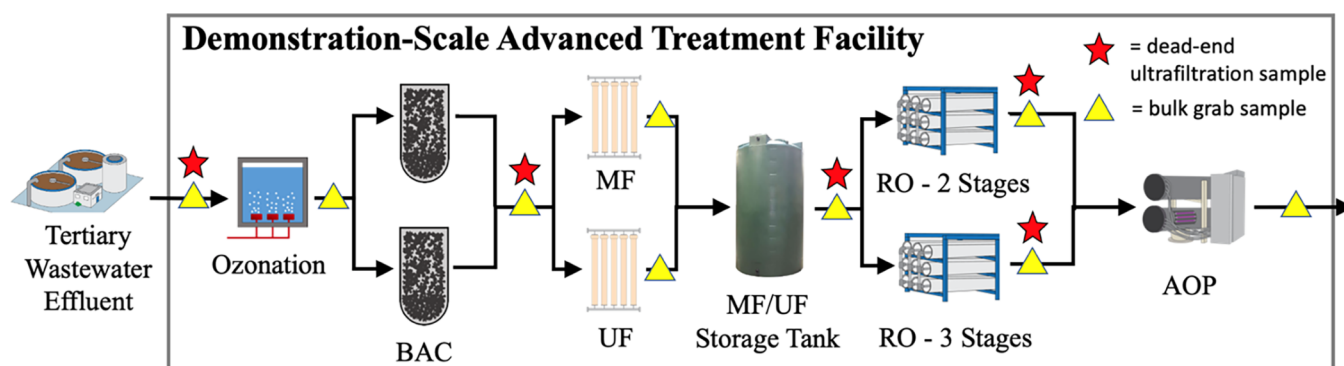 Demonstration-Scale Advanced Treatment Facility
= dead-end
ultrafiltration sample
= bulk grab sample
Tertiary
Wastewater
Effluent
Ozonation
BAC
MF
UF
MF/UF
Storage Tank
RO - 2 Stages
RO - 3 Stages
AOP